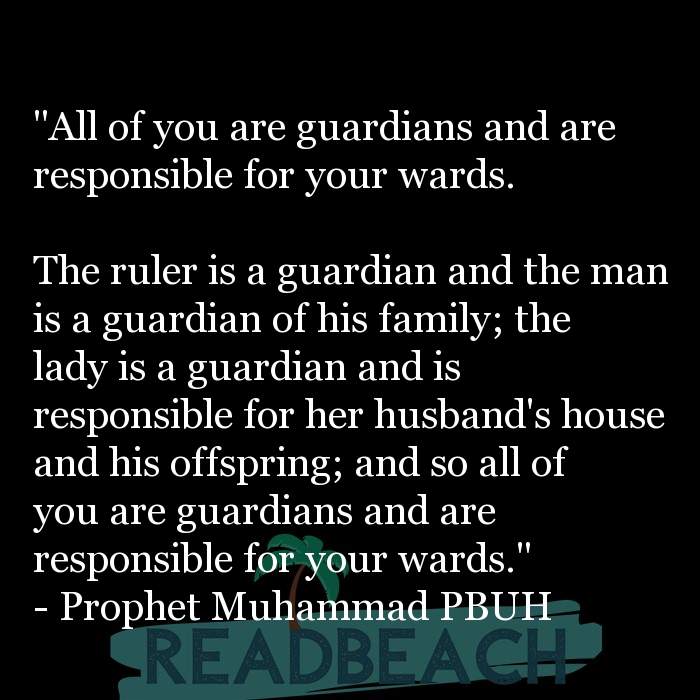 "All of you are guardians and are
responsible for your wards.
The ruler is a guardian and the man
is a guardian of his family; the
lady is a guardian and is
responsible for her husband's house
and his offspring; and so all of
you are guardians and are
responsible for your wards."
- Prophet Muhammad PBUH
READBEACH